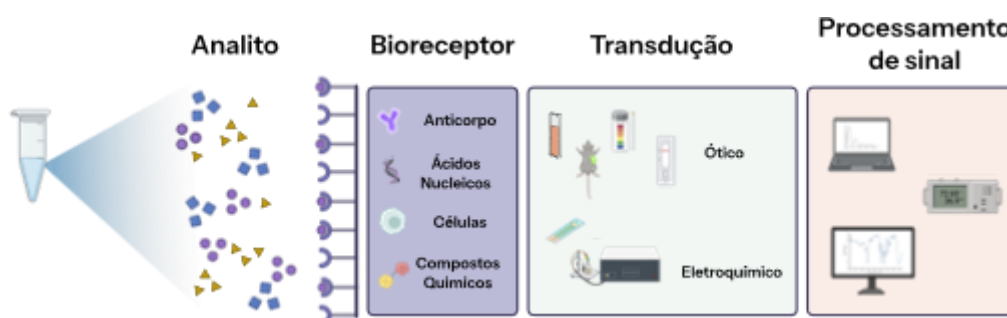 Analito
Bioreceptor
Transdução
Processamento
de sinal
Anticorpo
Ácidos
Nucleicos
Células
Compostos
Químicos
Ótico
Eletroquímico